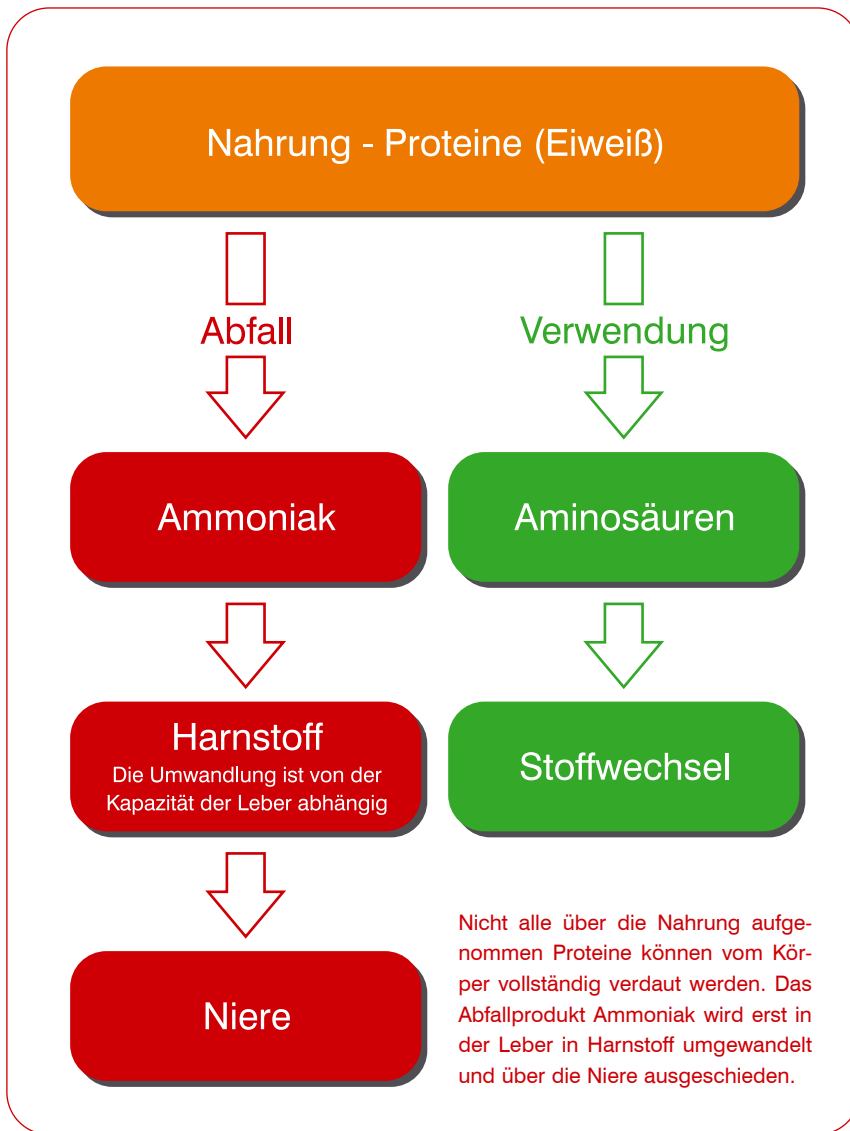 Nahrung - Proteine (Eiweiß)
Abfall
Verwendung
Ammoniak
Aminosäuren
Harnstoff
Die Umwandlung ist von der
Kapazität der Leber abhängig
Stoffwechsel
Niere
Nicht alle über die Nahrung aufge-
nommen Proteine können vom Kör-
per vollständig verdaut werden. Das
Abfallprodukt Ammoniak wird erst in
der Leber in Harnstoff umgewandelt
und über die Niere ausgeschieden.